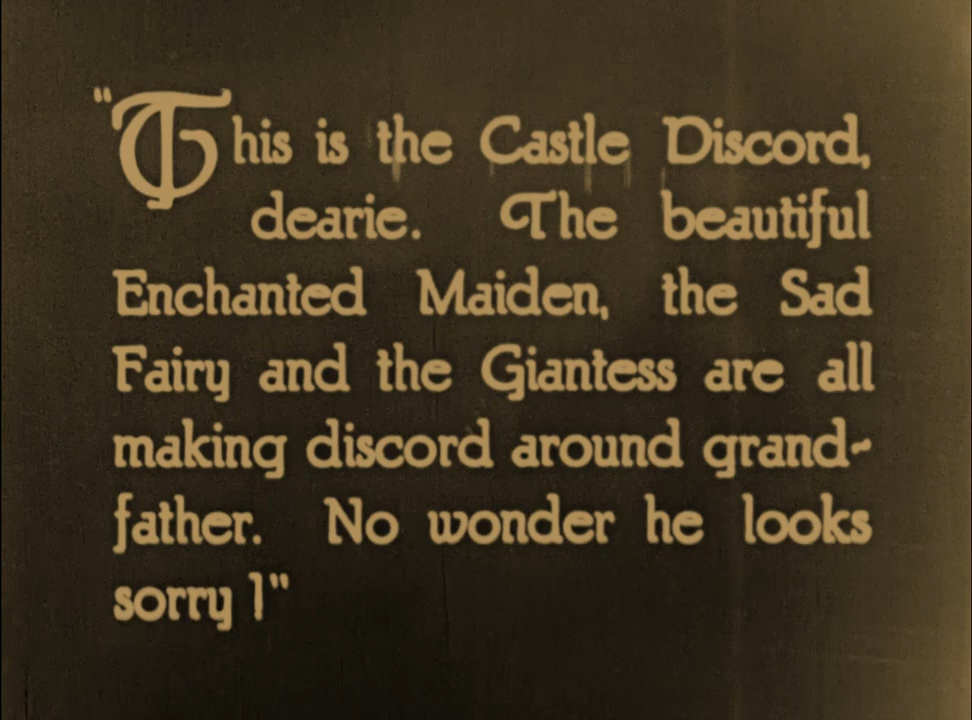 "This is the Castle Discord,
dearie. The beautiful
Enchanted Maiden, the Sad
Fairy and the Giantess are all
making discord around grand-
father. No wonder he looks
sorry!"